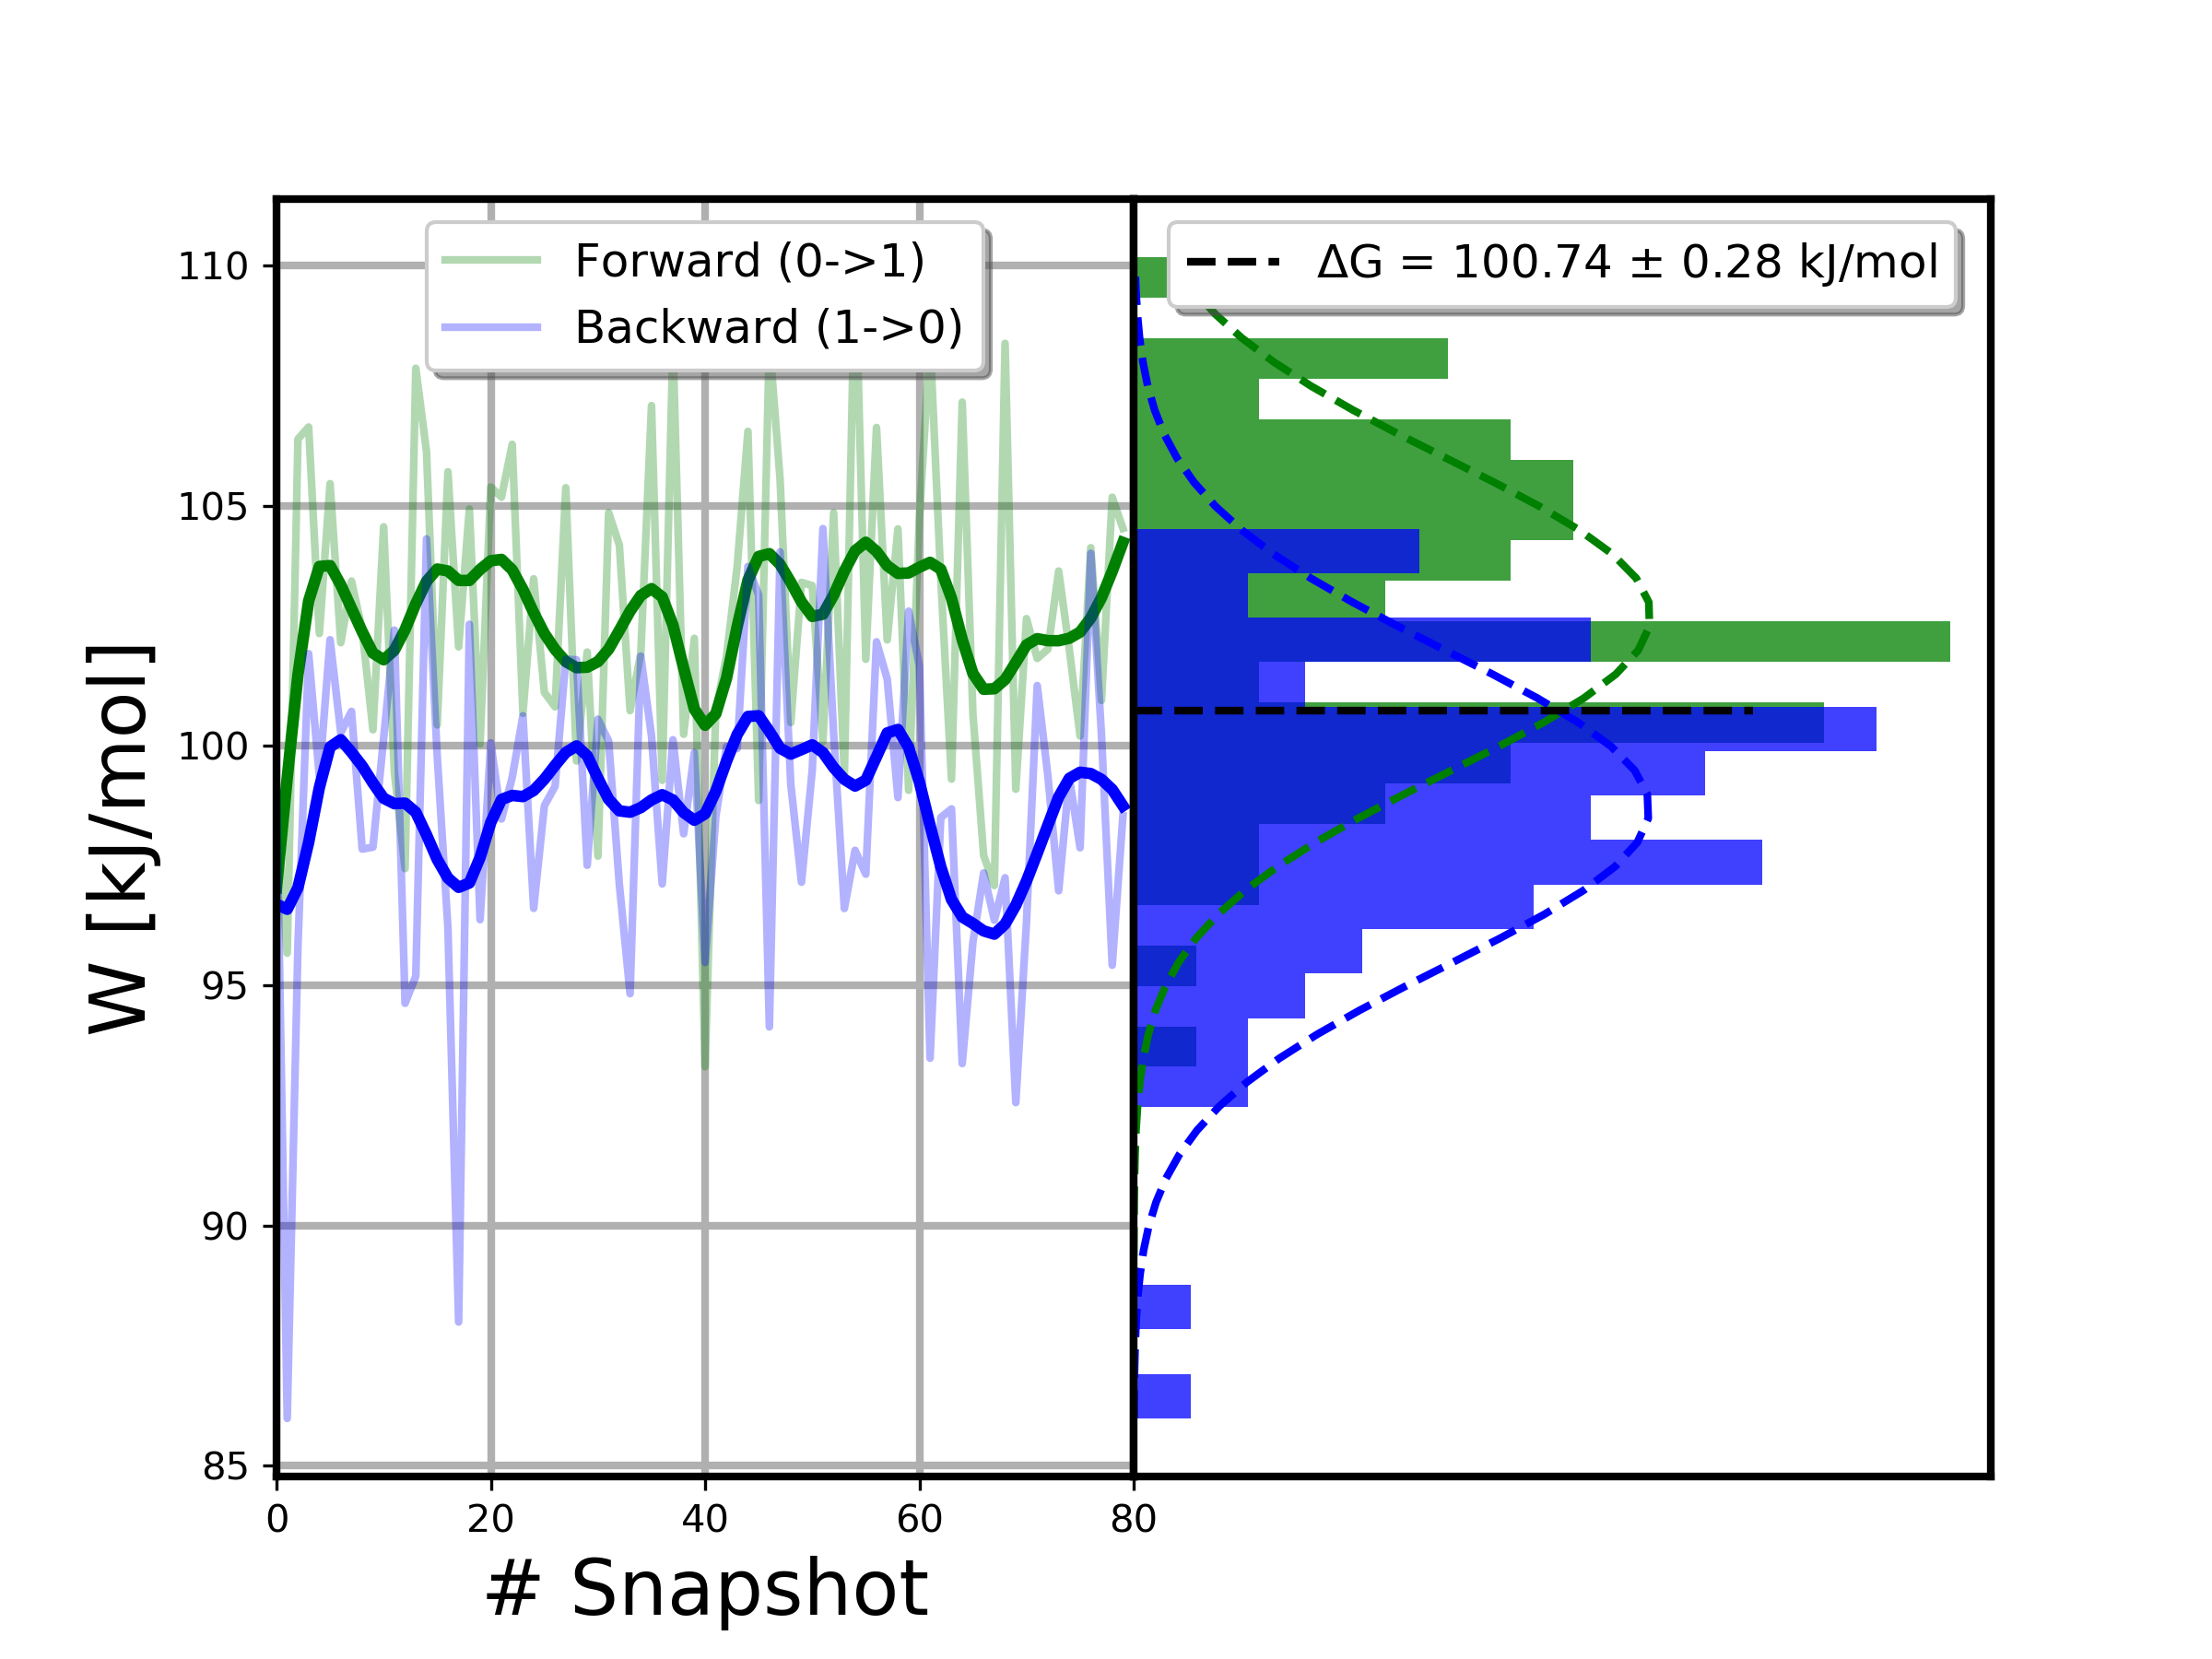 Forward (0->1)
Backward (1->0)
ΔG = 100.74 ± 0.28 kJ/mol
W [kJ/mol]
110
105
100
95
90
85
0 20 40 60 80
# Snapshot